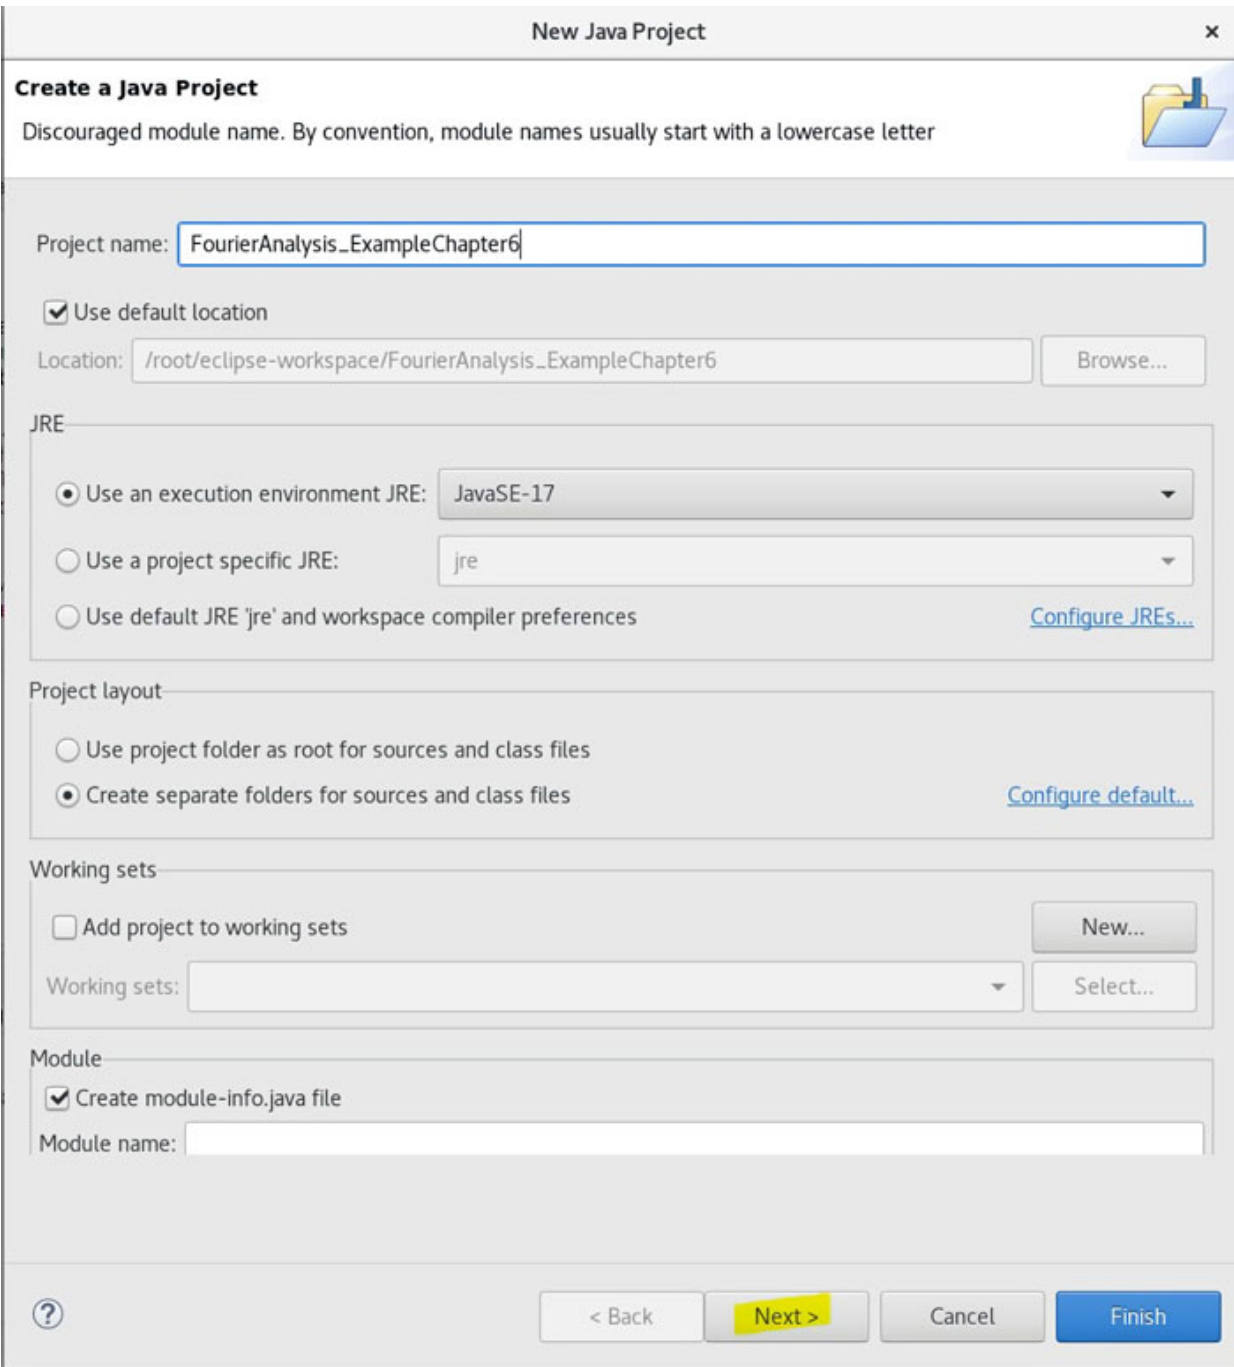 New Java Project ×
Create a Java Project
Discouraged module name. By convention, module names usually start with a lowercase letter
Project name: FourierAnalysis_ExampleChapter6
Use default location
Location: /root/eclipse-workspace/FourierAnalysis_ExampleChapter6 Browse...
JRE
Use an execution environment JRE: JavaSE-17
Use a project specific JRE: jre
Use default JRE 'jre' and workspace compiler preferences Configure JREs...
Project layout
Use project folder as root for sources and class files
Create separate folders for sources and class files Configure default...
Working sets
Add project to working sets New...
Working sets: Select...
Module
Create module-info.java file
Module name:
? < Back Next > Cancel Finish